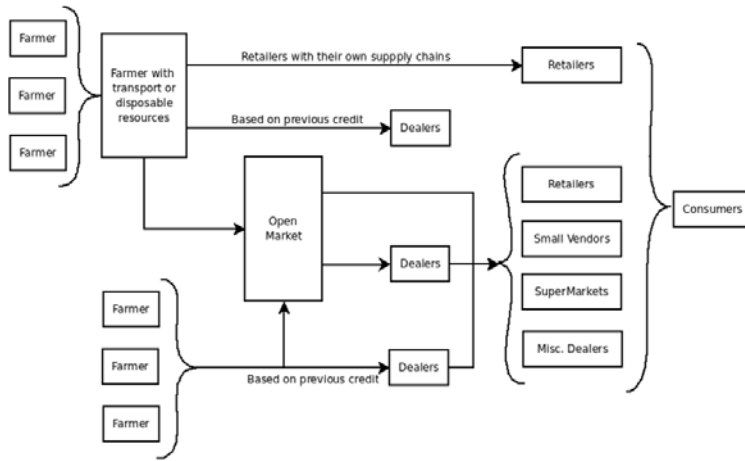 Farmer
Farmer
Farmer
Farmer with
transport or
disposable
resources
Retailers with their own suppply chains
Retailers
Based on previous credit
Dealers
Open
Market
Dealers
Retailers
Small Vendors
SuperMarkets
Misc. Dealers
Consumers
Farmer
Farmer
Farmer
Based on previous credit
Dealers